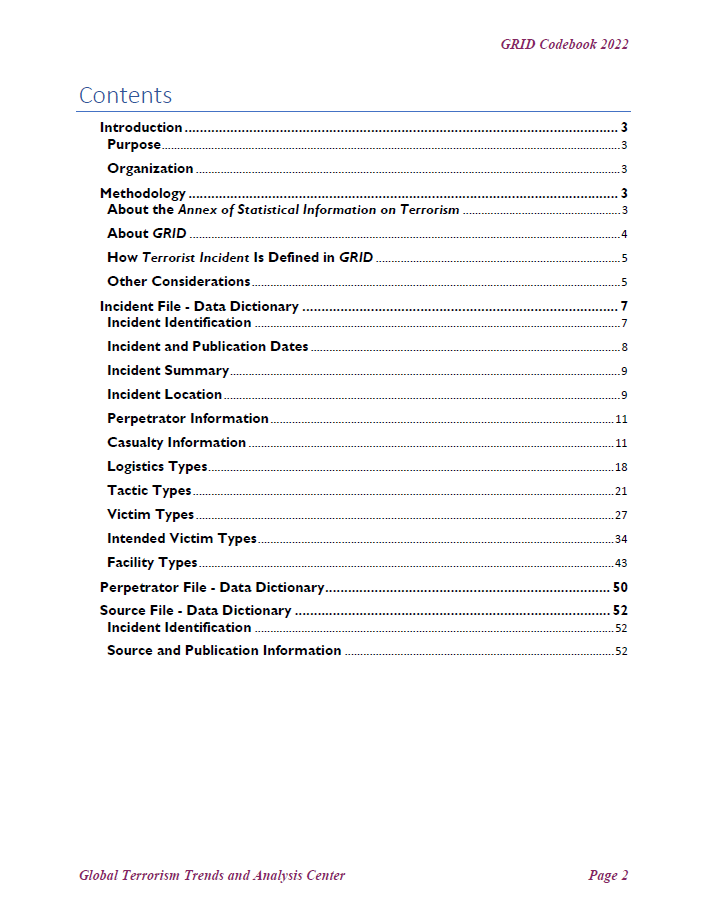 GRID Codebook 2022
Contents
Introduction ........ 3
Purpose ........ 3
Organization ........ 3
Methodology ........ 3
About the Annex of Statistical Information on Terrorism ........ 3
About GRID ........ 4
How Terrorist Incident Is Defined in GRID ........ 5
Other Considerations ........ 5
Incident File - Data Dictionary ........ 7
Incident Identification ........ 7
Incident and Publication Dates ........ 8
Incident Summary ........ 9
Incident Location ........ 9
Perpetrator Information ........ 11
Casualty Information ........ 11
Logistics Types ........ 18
Tactic Types ........ 21
Victim Types ........ 27
Intended Victim Types ........ 34
Facility Types ........ 43
Perpetrator File - Data Dictionary ........ 50
Source File - Data Dictionary ........ 52
Incident Identification ........ 52
Source and Publication Information ........ 52
Global Terrorism Trends and Analysis Center Page 2